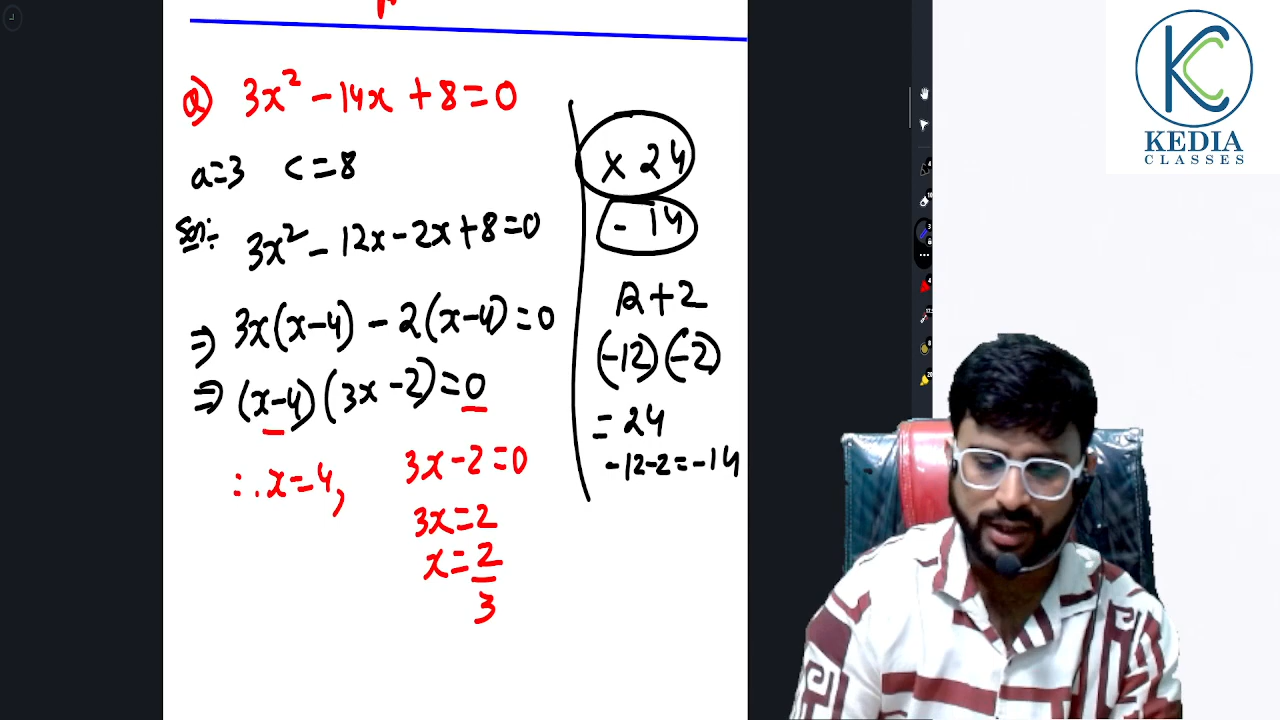 Q) 3x² - 14x + 8 = 0
a=3 c=8
Soln:-
3x² - 12x - 2x + 8 = 0
⇒ 3x(x-4) - 2(x-4) = 0
⇒ (x-4)(3x-2) = 0
∴ x=4,
3x-2=0
3x=2
x=2/3
× 24
- 14
12+2
(-12)(-2)
= 24
-12-2=-14
KC
KEDIA
CLASSES